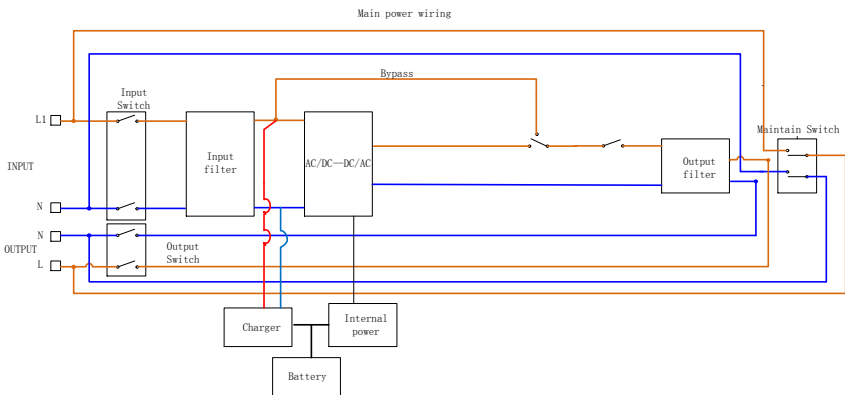 Main power wiring
Bypass
Input
Switch
L1
Maintain Switch
INPUT
Input
filter
AC/DC—DC/AC
Output
filter
N
N
OUTPUT
Output
Switch
L
Charger
Internal
power
Battery